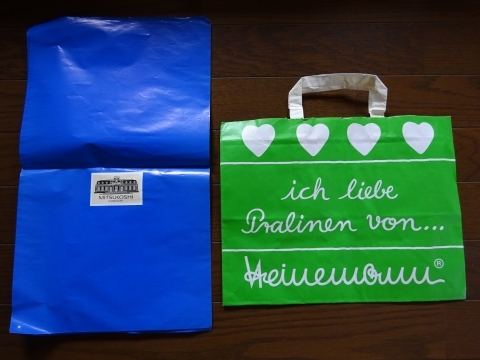 MITSUKOSHI
ich liebe
Pralinen von...
Heinemann®